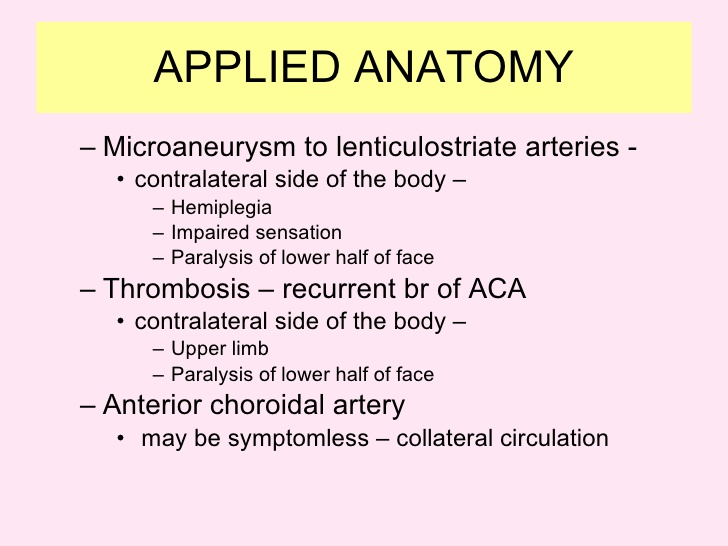 APPLIED ANATOMY
– Microaneurysm to lenticulostriate arteries -
• contralateral side of the body –
– Hemiplegia
– Impaired sensation
– Paralysis of lower half of face
– Thrombosis – recurrent br of ACA
• contralateral side of the body –
– Upper limb
– Paralysis of lower half of face
– Anterior choroidal artery
• may be symptomless – collateral circulation